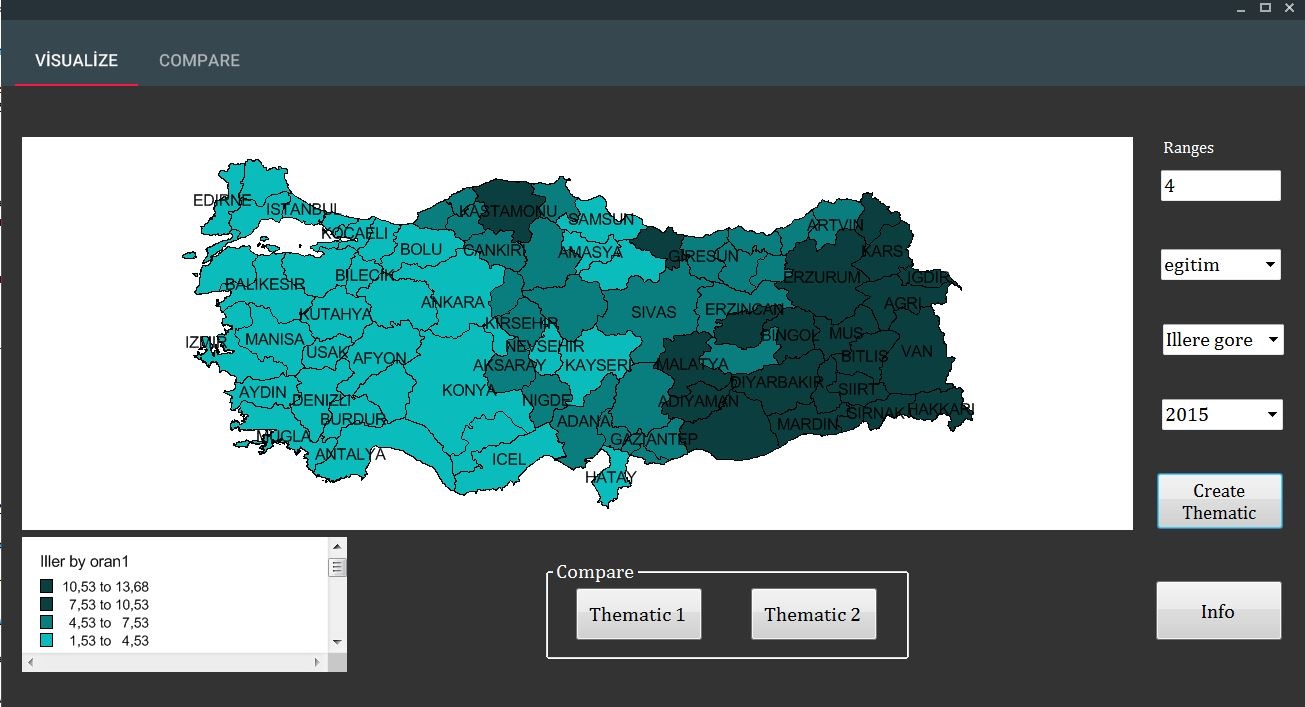 VİSUALİZE
COMPARE
EDIRNE
ISTANBUL
KOCAELI
BOLU
KASTAMONU
CANKIRI
SAMSUN
AMASYA
GIRESUN
ARTVIN
KARS
IGDIR
ERZURUM
AGRI
BALIKESIR
BILECIK
KUTAHYA
ANKARA
KIRSEHIR
SIVAS
ERZINCAN
BINGOL
MUS
VAN
BITLIS
IZMIR
MANISA
USAK
AFYON
NEVSEHIR
AKSARAY
KAYSERI
MALATYA
DIYARBAKIR
SIIRT
AYDIN
DENIZLI
KONYA
NIGDE
ADIYAMAN
SIRNAK
HAKKARI
BURDUR
ADANA
MARDIN
MUGLA
GAZIANTEP
ANTALYA
ICEL
HATAY
Ranges
4
egitim
Illere gore
2015
Create
Thematic
Info
Iller by oran1
10,53 to 13,68
7,53 to 10,53
4,53 to 7,53
1,53 to 4,53
Compare
Thematic 1
Thematic 2